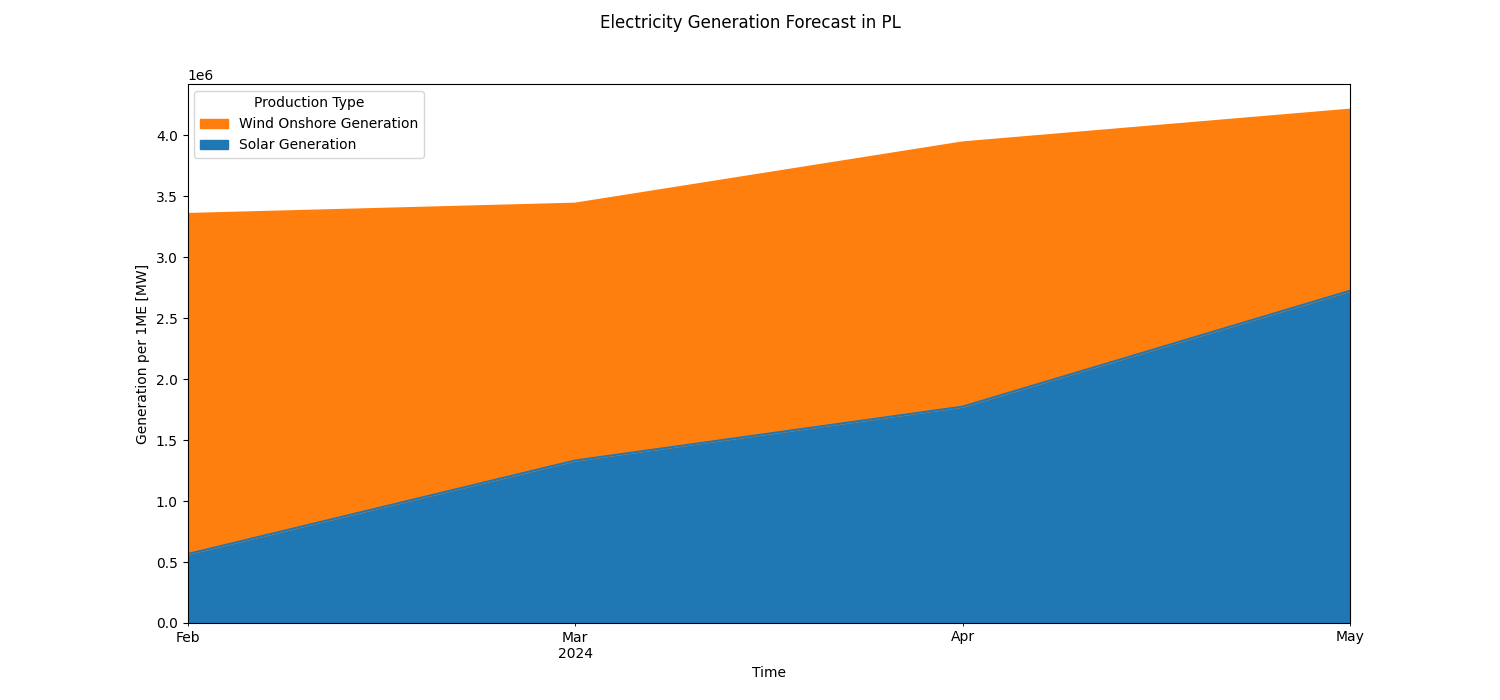 Electricity Generation Forecast in PL
1e6
Production Type
Wind Onshore Generation
Solar Generation
4.0
3.5
3.0
2.5
2.0
1.5
1.0
0.5
0.0
Generation per 1ME [MW]
Feb
Mar
2024
Apr
May
Time